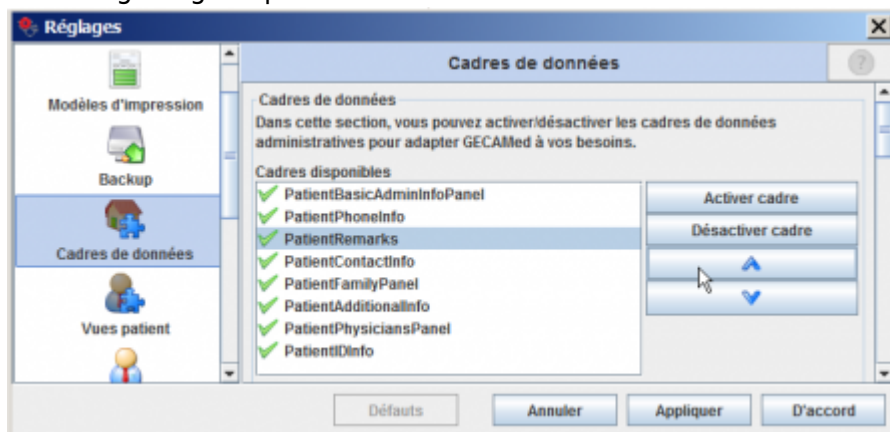 Réglages
Cadres de données
Modèles d'impression
Backup
Cadres de données
Vues patient
Cadres de données
Dans cette section, vous pouvez activer/désactiver les cadres de données
administratives pour adapter GECAMed à vos besoins.
Cadres disponibles
PatientBasicAdminInfoPanel
PatientPhoneInfo
PatientRemarks
PatientContactInfo
PatientFamilyPanel
PatientAdditionalInfo
PatientPhysiciansPanel
PatientIDInfo
Activer cadre
Désactiver cadre
Défauts
Annuler
Appliquer
D'accord